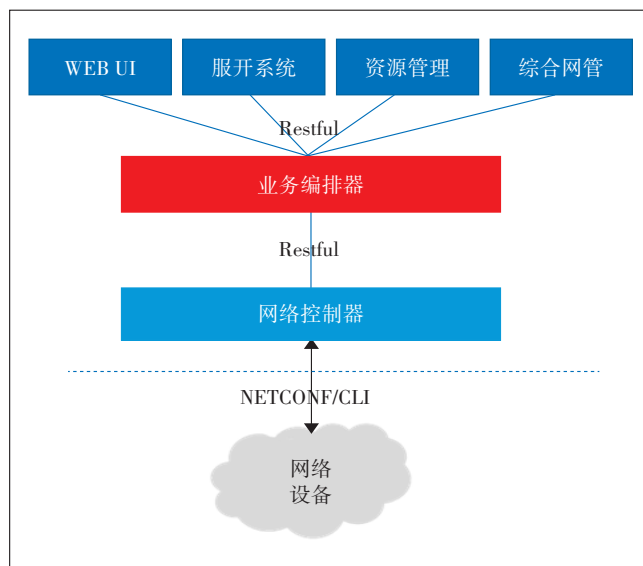 WEB UI 服开系统 资源管理 综合网管
Restful
业务编排器
Restful
网络控制器
NETCONF/CLI
网络
设备